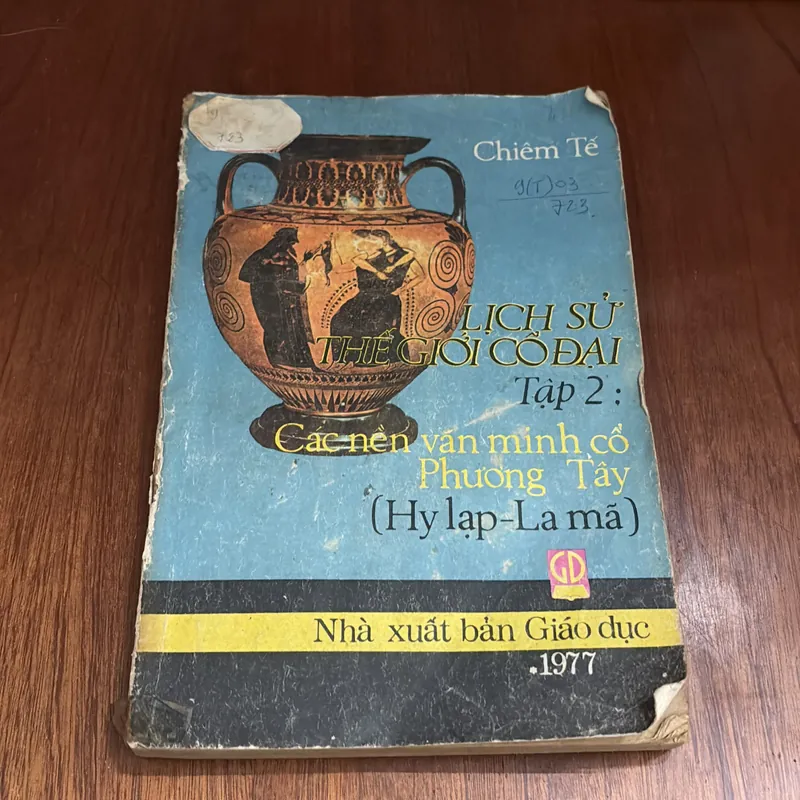 723
Chiêm Tế
9(T)03
723.
LỊCH SỬ
THẾ GIỚI CỔ ĐẠI
Tập 2 :
Các nền văn minh cổ
Phương Tây
(Hy lạp-La mã)
GD
Nhà xuất bản Giáo dục
.1977